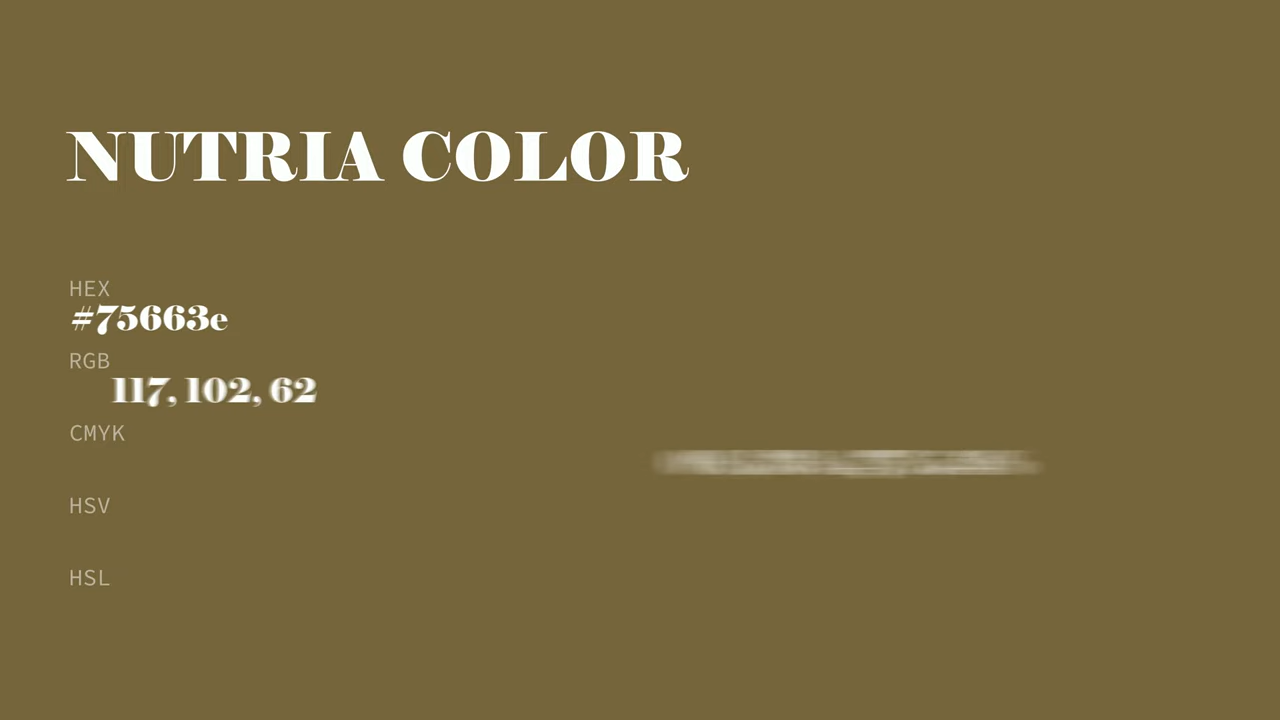 NUTRIA COLOR
HEX
#75663e
RGB
117, 102, 62
CMYK
HSV
HSL